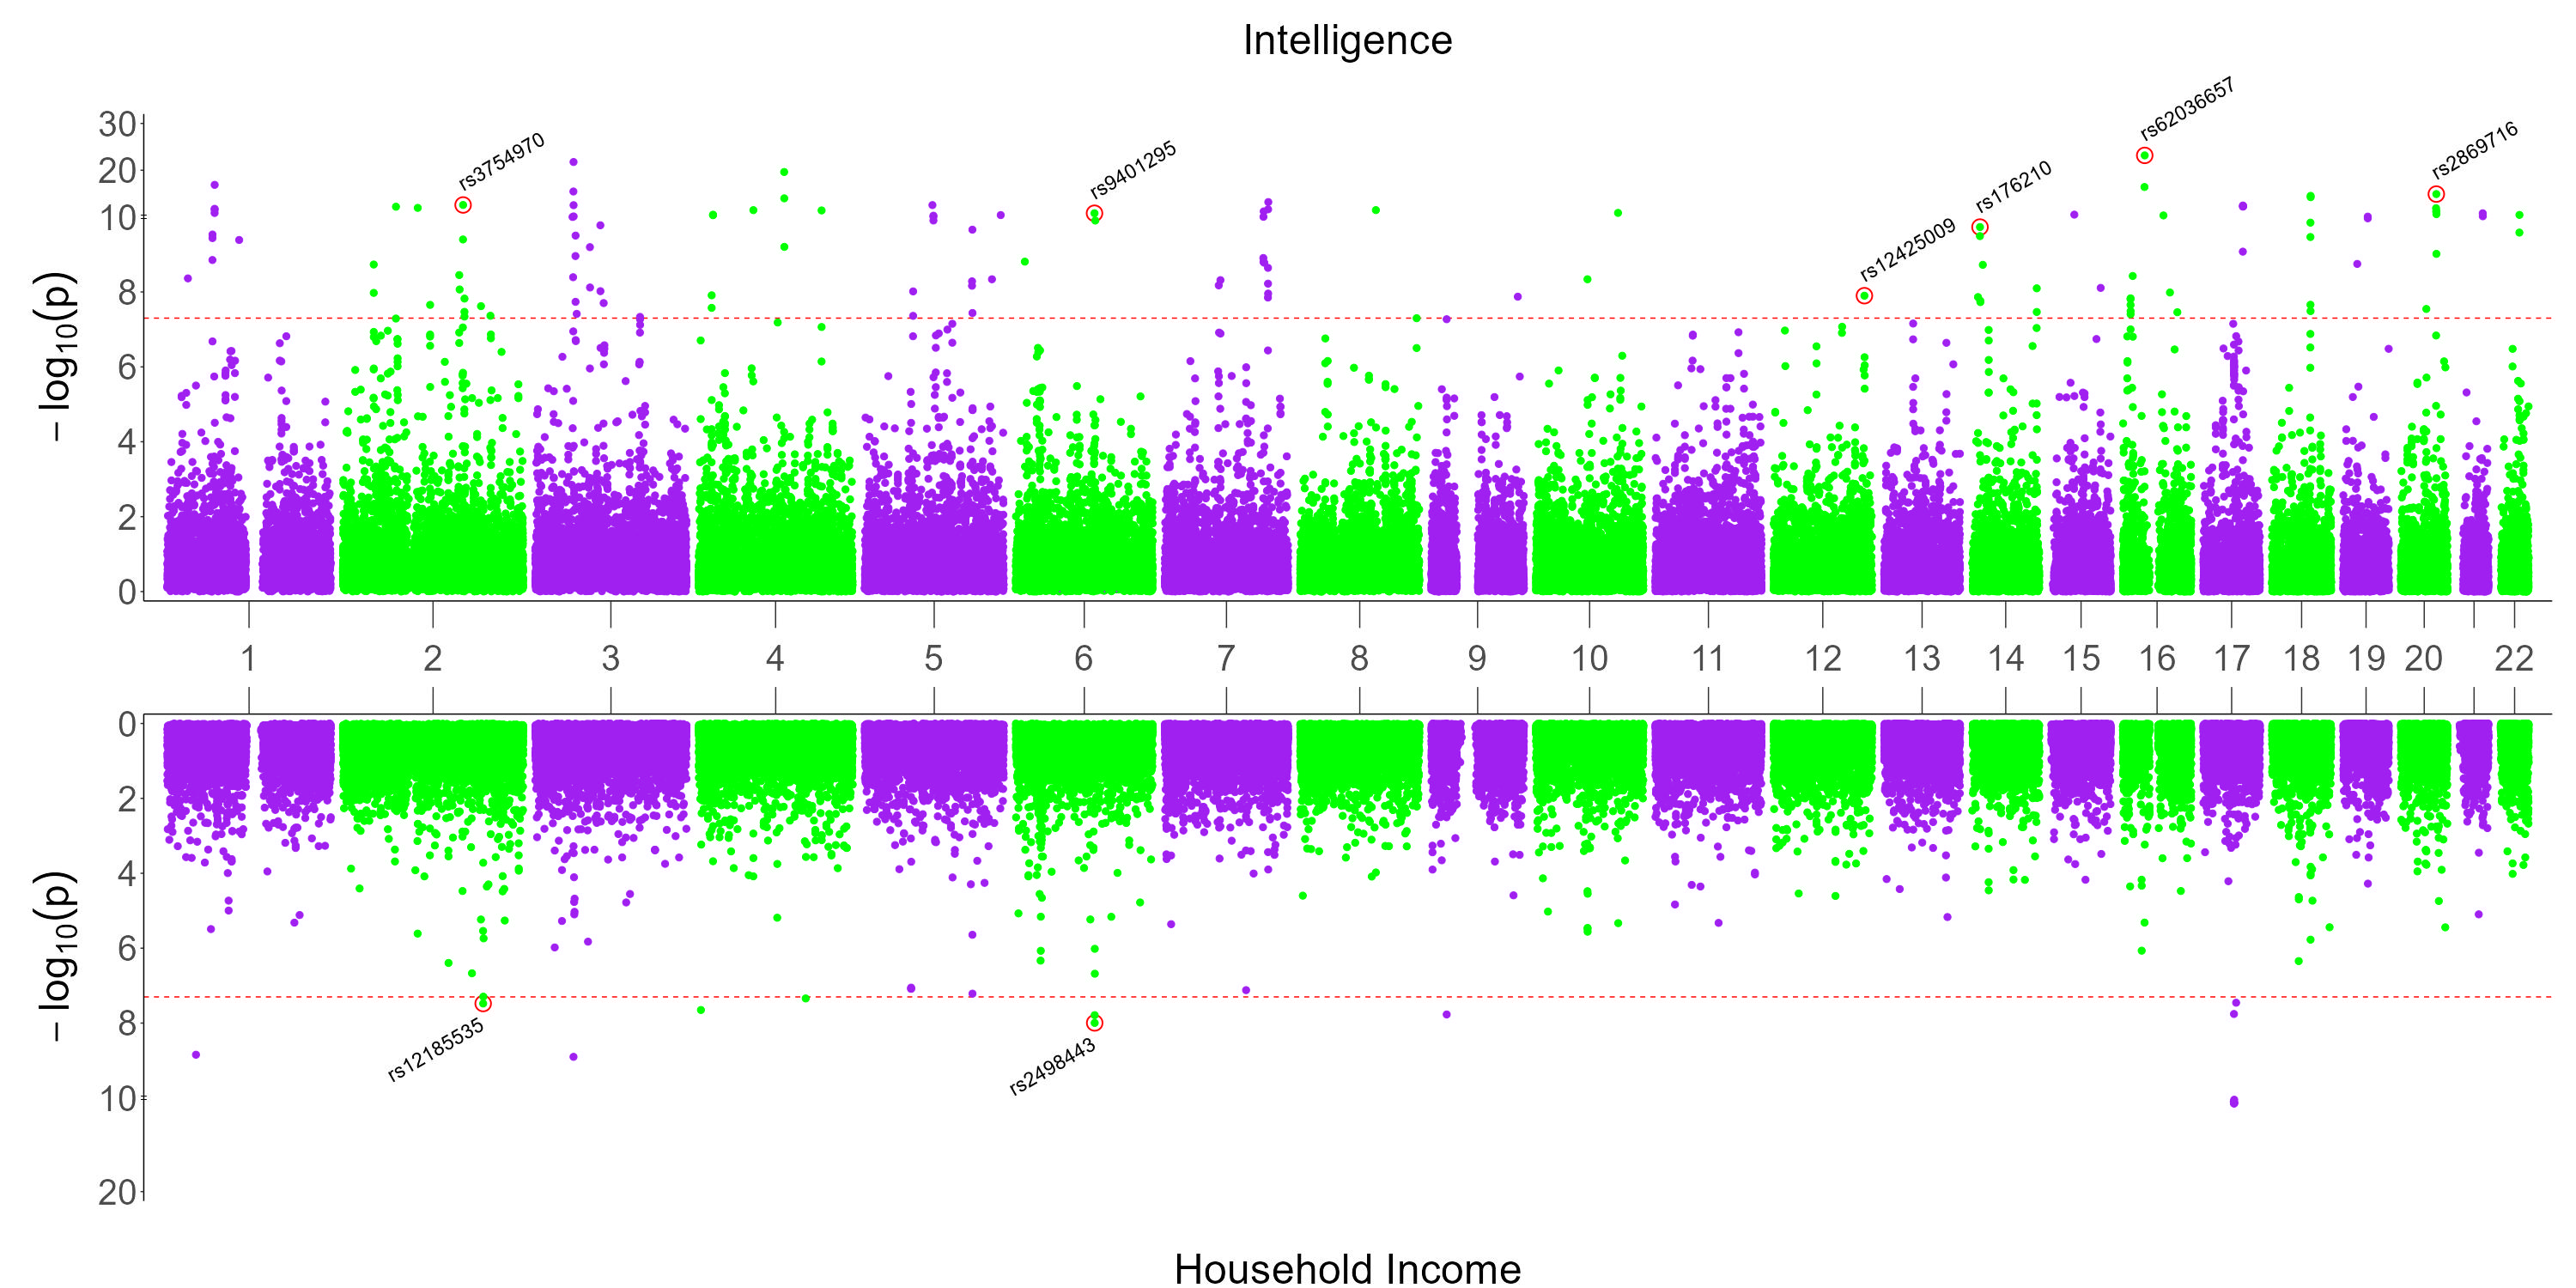 Intelligence
30
20
10
8
6
4
2
0
− log10(p)
rs3754970
rs9401295
rs12425009
rs176210
rs62036657
rs2869716
1 2 3 4 5 6 7 8 9 10 11 12 13 14 15 16 17 18 19 20 22
0
2
4
6
8
10
20
− log10(p)
rs12185535
rs2498443
Household Income